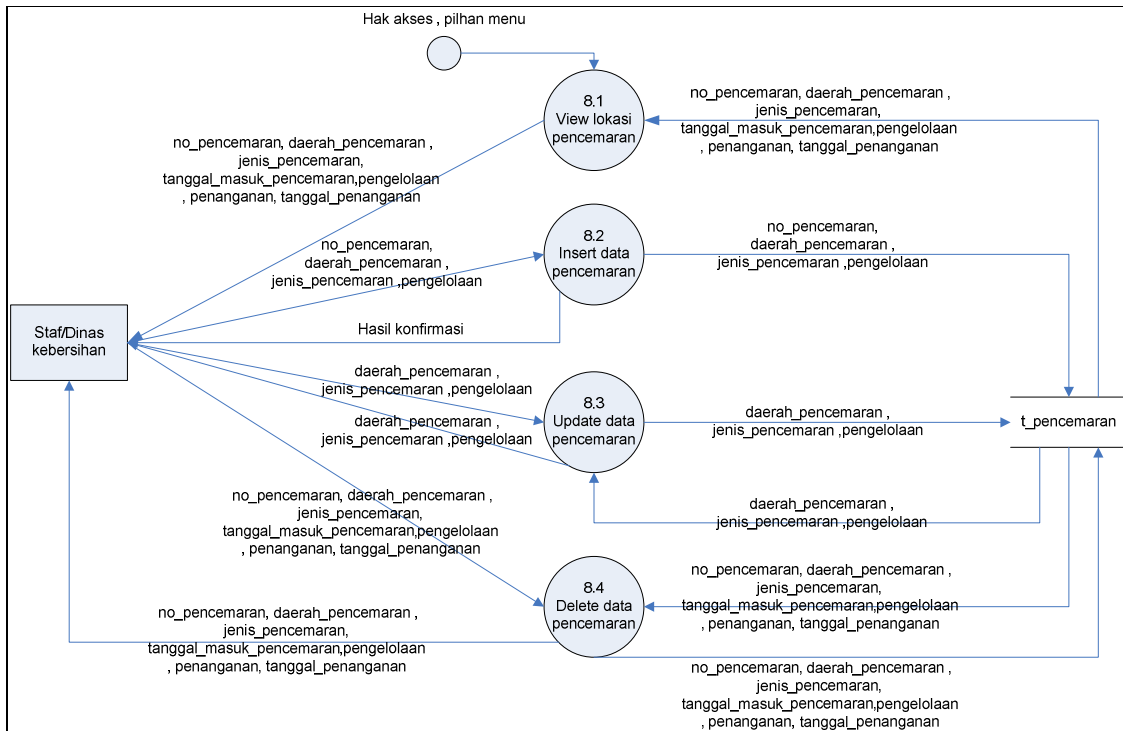 Hak akses , pilhan menu
8.1
View lokasi
pencemaran
no_pencemaran, daerah_pencemaran ,
jenis_pencemaran,
tanggal_masuk_pencemaran,pengelolaan
, penanganan, tanggal_penanganan
no_pencemaran, daerah_pencemaran ,
jenis_pencemaran,
tanggal_masuk_pencemaran,pengelolaan
, penanganan, tanggal_penanganan
8.2
Insert data
pencemaran
no_pencemaran,
daerah_pencemaran ,
jenis_pencemaran ,pengelolaan
no_pencemaran,
daerah_pencemaran ,
jenis_pencemaran ,pengelolaan
Hasil konfirmasi
Staf/Dinas
kebersihan
daerah_pencemaran ,
jenis_pencemaran ,pengelolaan
daerah_pencemaran ,
jenis_pencemaran ,pengelolaan
8.3
Update data
pencemaran
daerah_pencemaran ,
jenis_pencemaran ,pengelolaan
t_pencemaran
daerah_pencemaran ,
jenis_pencemaran ,pengelolaan
no_pencemaran, daerah_pencemaran ,
jenis_pencemaran,
tanggal_masuk_pencemaran,pengelolaan
, penanganan, tanggal_penanganan
8.4
Delete data
pencemaran
no_pencemaran, daerah_pencemaran ,
jenis_pencemaran,
tanggal_masuk_pencemaran,pengelolaan
, penanganan, tanggal_penanganan
no_pencemaran, daerah_pencemaran ,
jenis_pencemaran,
tanggal_masuk_pencemaran,pengelolaan
, penanganan, tanggal_penanganan
no_pencemaran, daerah_pencemaran ,
jenis_pencemaran,
tanggal_masuk_pencemaran,pengelolaan
, penanganan, tanggal_penanganan